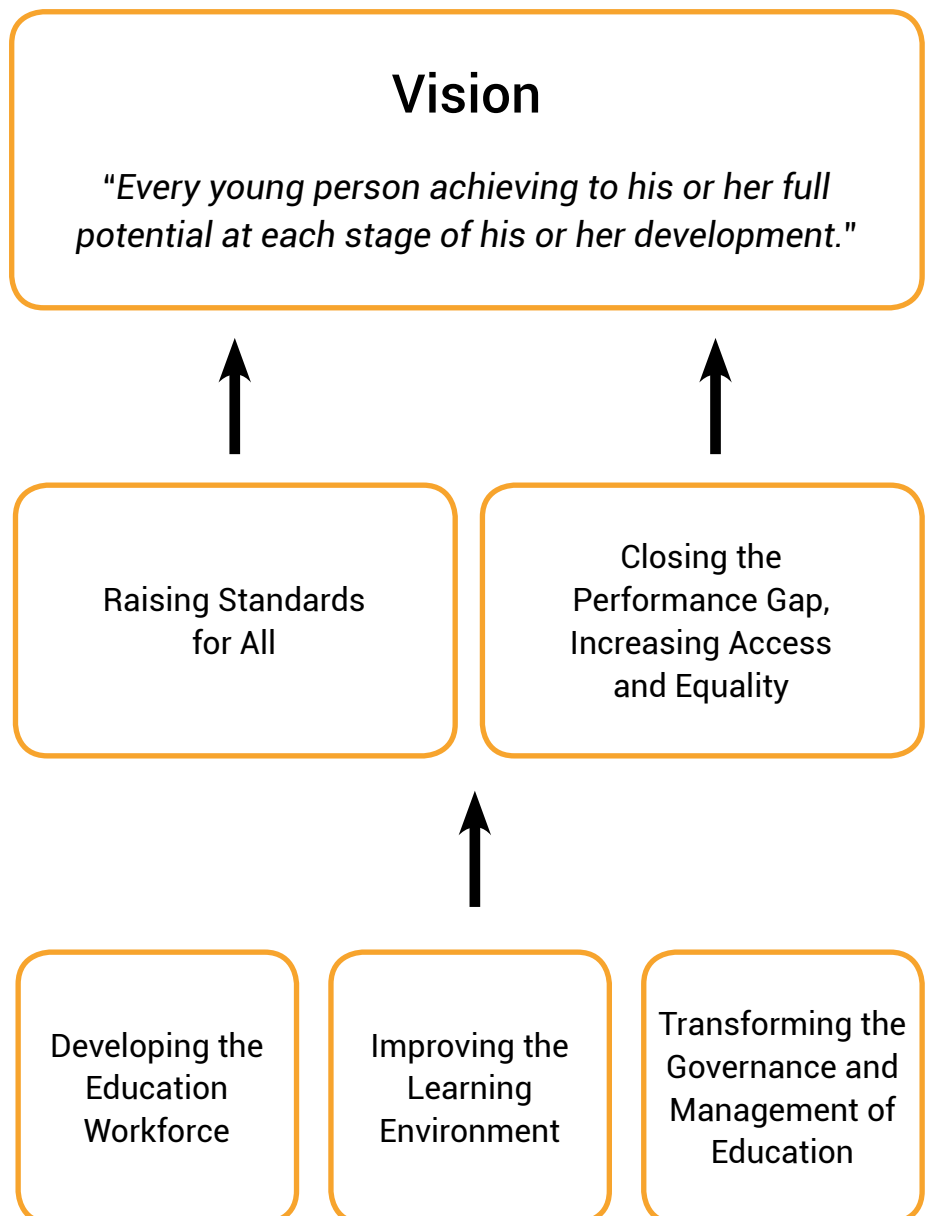 Vision
“Every young person achieving to his or her full
potential at each stage of his or her development."
Raising Standards
for All
Closing the
Performance Gap,
Increasing Access
and Equality
Developing the
Education
Workforce
Improving the
Learning
Environment
Transforming the
Governance and
Management of
Education